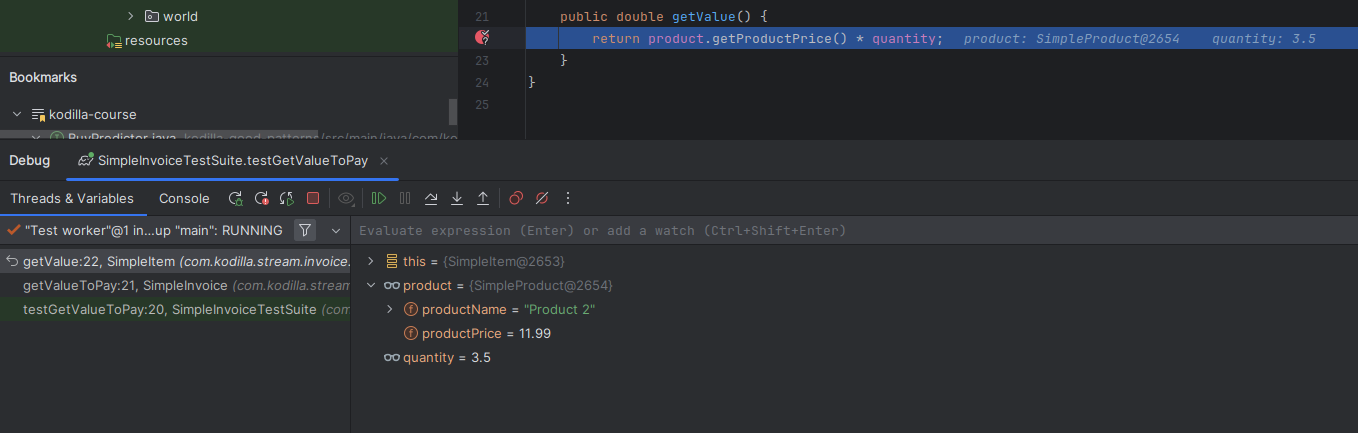 world
resources
Bookmarks
kodilla-course
BuyPredictor.java kodilla-good-patterns/src/main/java/com/ko
21 public double getValue() {
return product.getProductPrice() * quantity; product: SimpleProduct@2654 quantity: 3.5
23 }
24 }
25
Debug SimpleInvoiceTestSuite.testGetValueToPay
Threads & Variables Console
"Test worker"@1 in...up "main": RUNNING
Evaluate expression (Enter) or add a watch (Ctrl+Shift+Enter)
getValue:22, SimpleItem (com.kodilla.stream.invoice.
getValueToPay:21, SimpleInvoice (com.kodilla.stream
testGetValueToPay:20, SimpleInvoiceTestSuite (com
this = {SimpleItem@2653}
product = {SimpleProduct@2654}
productName = "Product 2"
productPrice = 11.99
quantity = 3.5